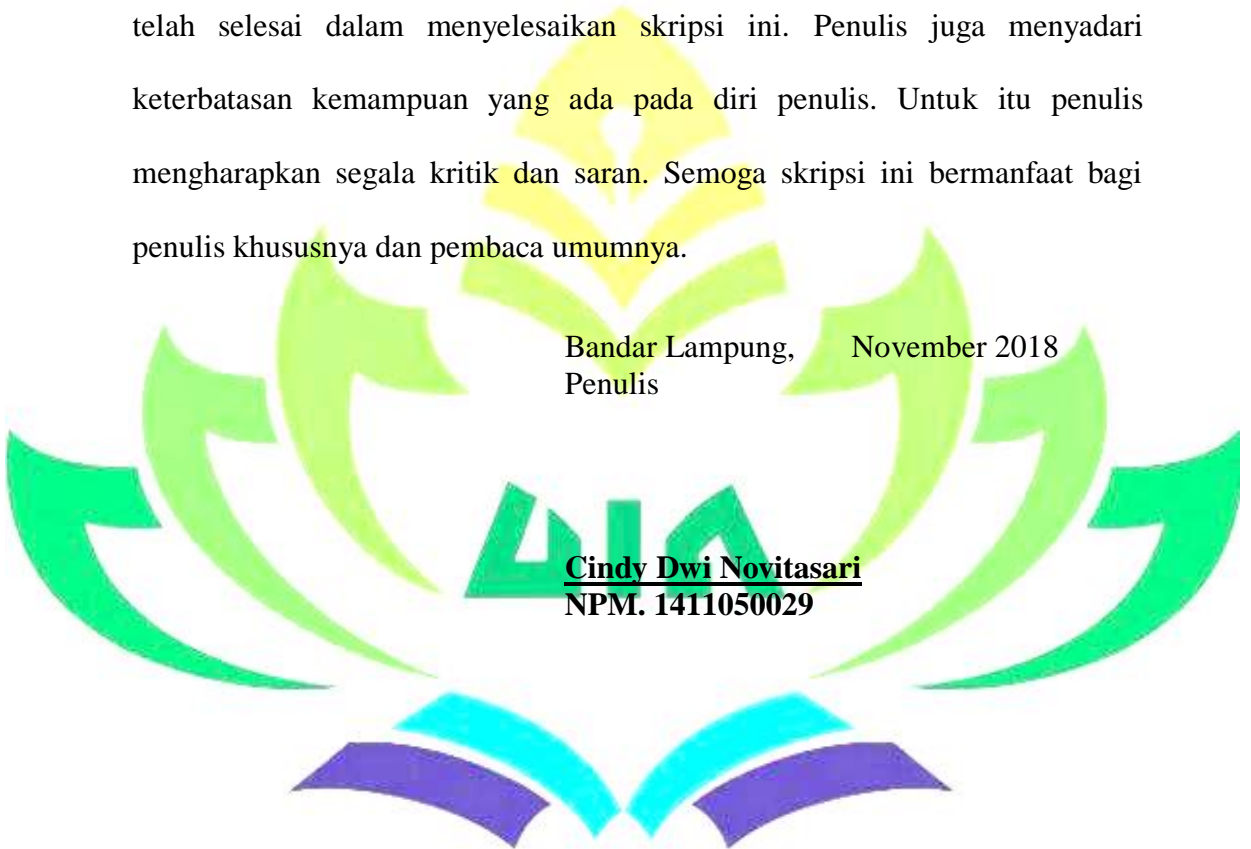 telah selesai dalam menyelesaikan skripsi ini. Penulis juga menyadari
keterbatasan kemampuan yang ada pada diri penulis. Untuk itu penulis
mengharapkan segala kritik dan saran. Semoga skripsi ini bermanfaat bagi
penulis khususnya dan pembaca umumnya.
Bandar Lampung, November 2018
Penulis
UIN
Cindy Dwi Novitasari
NPM. 1411050029